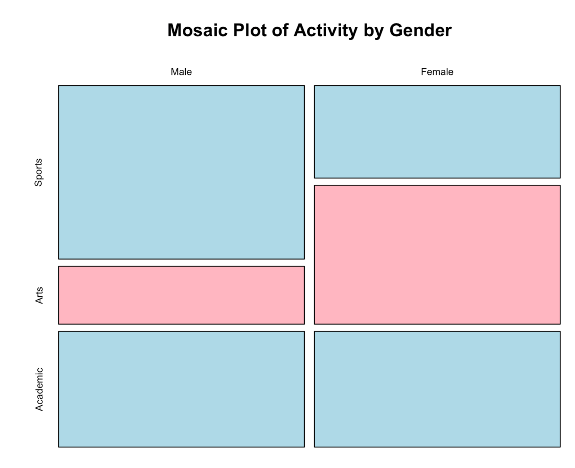 Mosaic Plot of Activity by Gender
Male Female
Sports
Arts
Academic